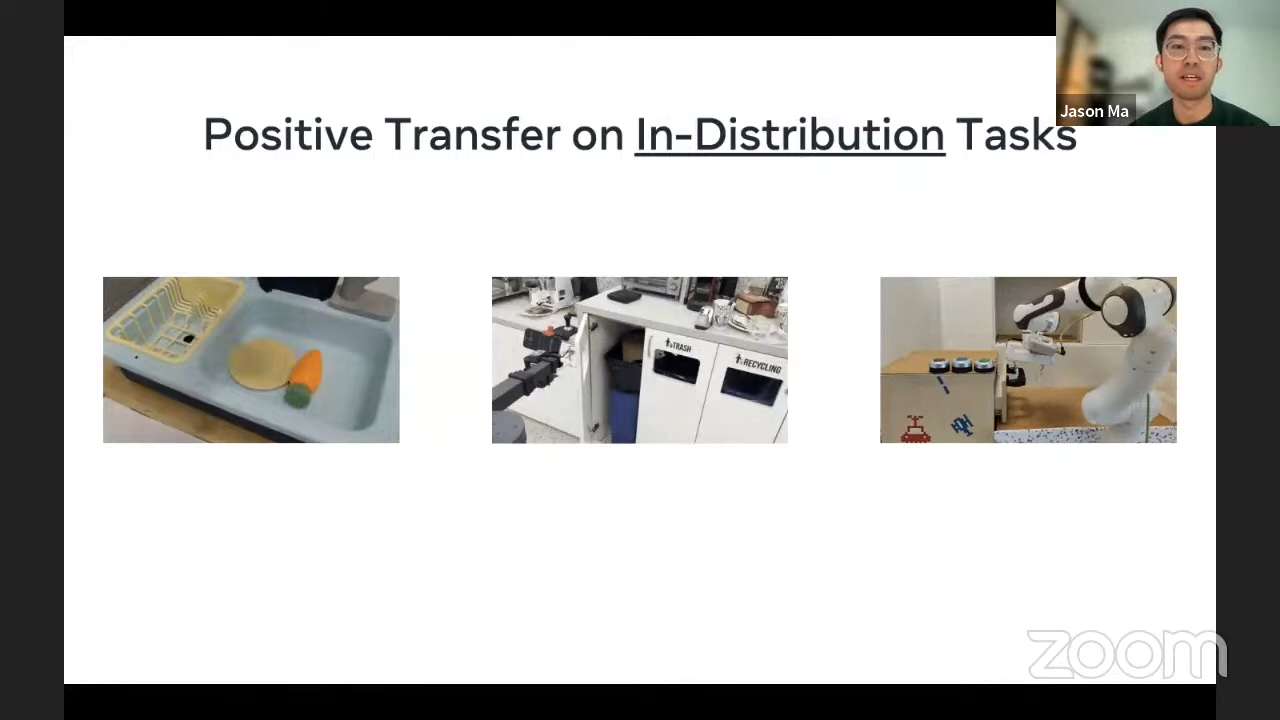 Positive Transfer on In-Distribution Tasks
Jason Ma
TRASH
RECYCLING
zoom